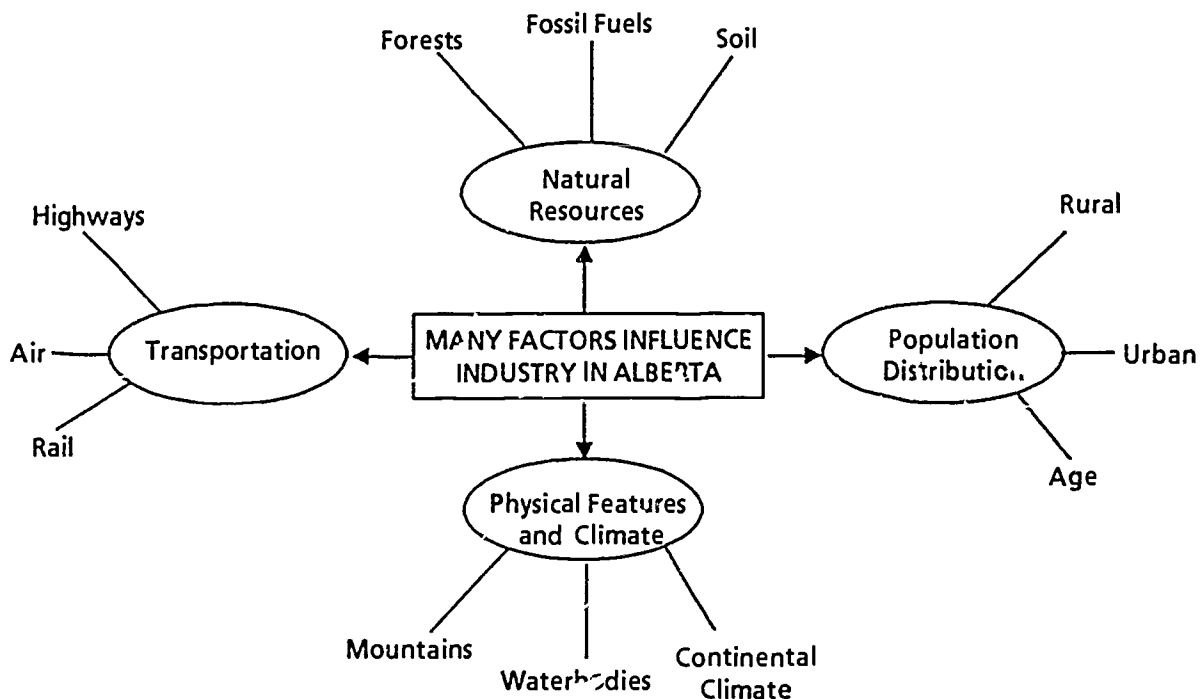 Fossil Fuels
Forests
Soil
Natural
Resources
Highways
Rural
Air
Transportation
MANY FACTORS INFLUENCE
INDUSTRY IN ALBERTA
Population
Distribution
Urban
Rail
Age
Physical Features
and Climate
Mountains
Waterbodies
Continental
Climate